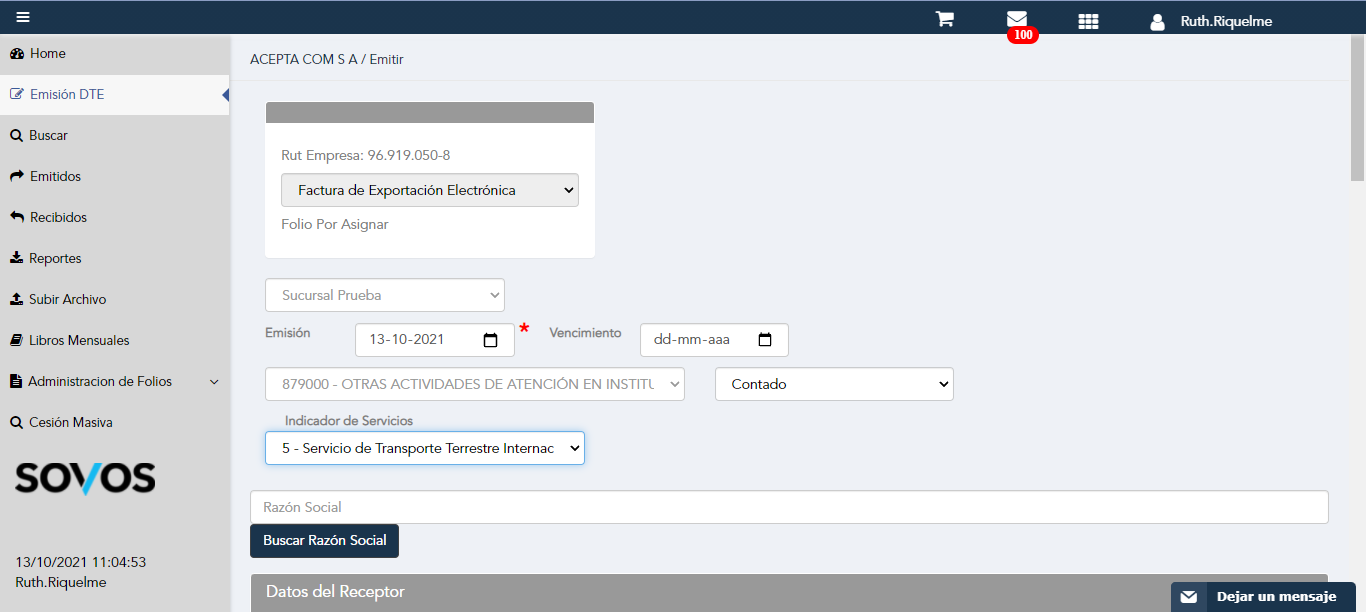 100
Ruth.Riquelme
Home
Emisión DTE
Buscar
Emitidos
Recibidos
Reportes
Subir Archivo
Libros Mensuales
Administracion de Folios
Cesión Masiva
SOVOS
13/10/2021 11:04:53
Ruth.Riquelme
ACEPTA COM S A / Emitir
Rut Empresa: 96.919.050-8
Factura de Exportación Electrónica
Folio Por Asignar
Sucursal Prueba
Emisión 13-10-2021 * Vencimiento dd-mm-aaa
879000 - OTRAS ACTIVIDADES DE ATENCIÓN EN INSTITU Contado
Indicador de Servicios
5 - Servicio de Transporte Terrestre Internac
Razón Social
Buscar Razón Social
Datos del Receptor
Dejar un mensaje